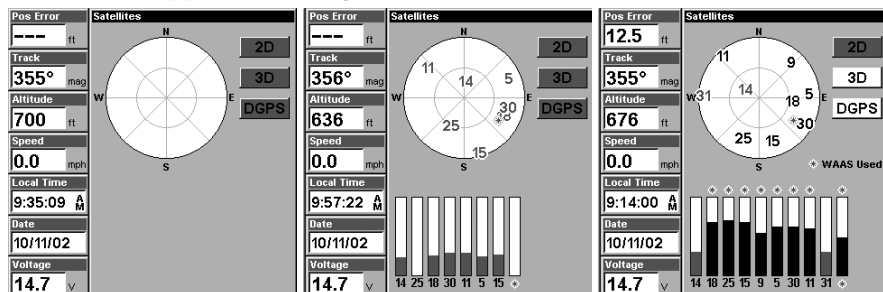 Pos Error
--- ft
Track
355° mag
Altitude
700 ft
Speed
0.0 mph
Local Time
9:35:09 AM
Date
10/11/02
Voltage
14.7 V
Satellites
N
W
E
S
2D
3D
DGPS
Pos Error
--- ft
Track
356° mag
Altitude
636 ft
Speed
0.0 mph
Local Time
9:57:22 AM
Date
10/11/02
Voltage
14.7 V
Satellites
N
11
14
5
W
E
30
25
15
S
2D
3D
DGPS
14 25 18 30 11 5 15 *
Pos Error
12.5 ft
Track
355° mag
Altitude
676 ft
Speed
0.0 mph
Local Time
9:14:00 AM
Date
10/11/02
Voltage
14.7 V
Satellites
N
11
9
14
5
W
31
18
E
30
25
15
S
2D
3D
DGPS
* WAAS Used
14 18 25 15 9 5 30 11 31 *